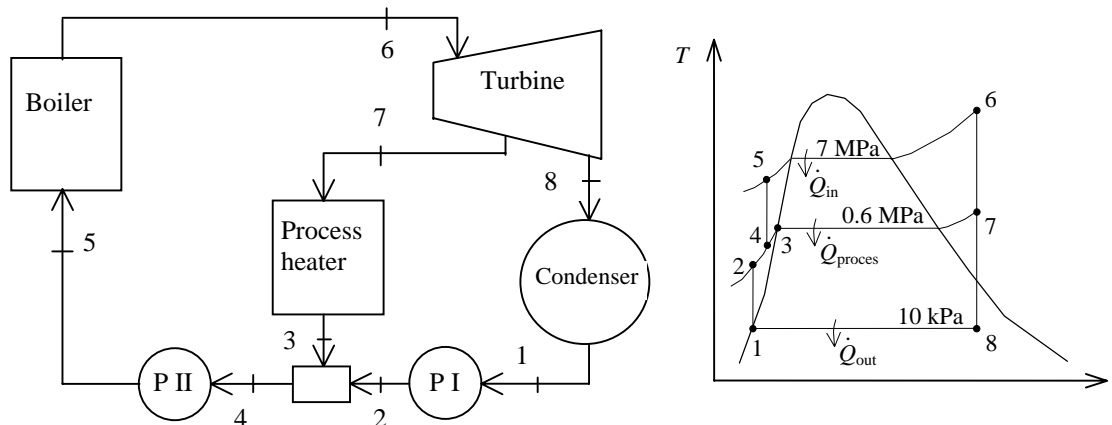 6
Boiler
Turbine
7
8
5
Process
heater
Condenser
3
1
P II
P I
4
2
T
6
7 MPa
5
Q̇in
0.6 MPa
7
4
3
2
Q̇proces
10 kPa
1
8
Q̇out